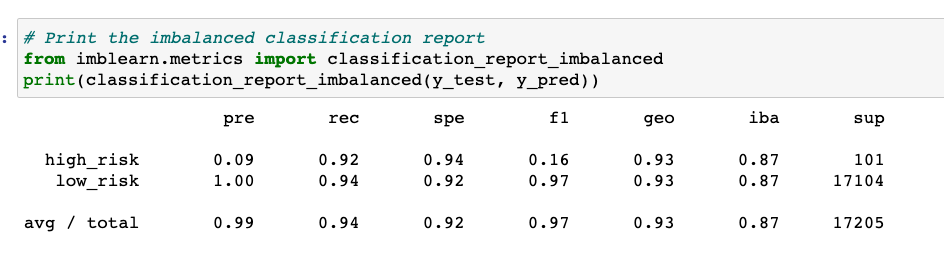 :
# Print the imbalanced classification report
from imblearn.metrics import classification_report_imbalanced
print(classification_report_imbalanced(y_test, y_pred))
pre rec spe f1 geo iba sup
high_risk 0.09 0.92 0.94 0.16 0.93 0.87 101
low_risk 1.00 0.94 0.92 0.97 0.93 0.87 17104
avg / total 0.99 0.94 0.92 0.97 0.93 0.87 17205